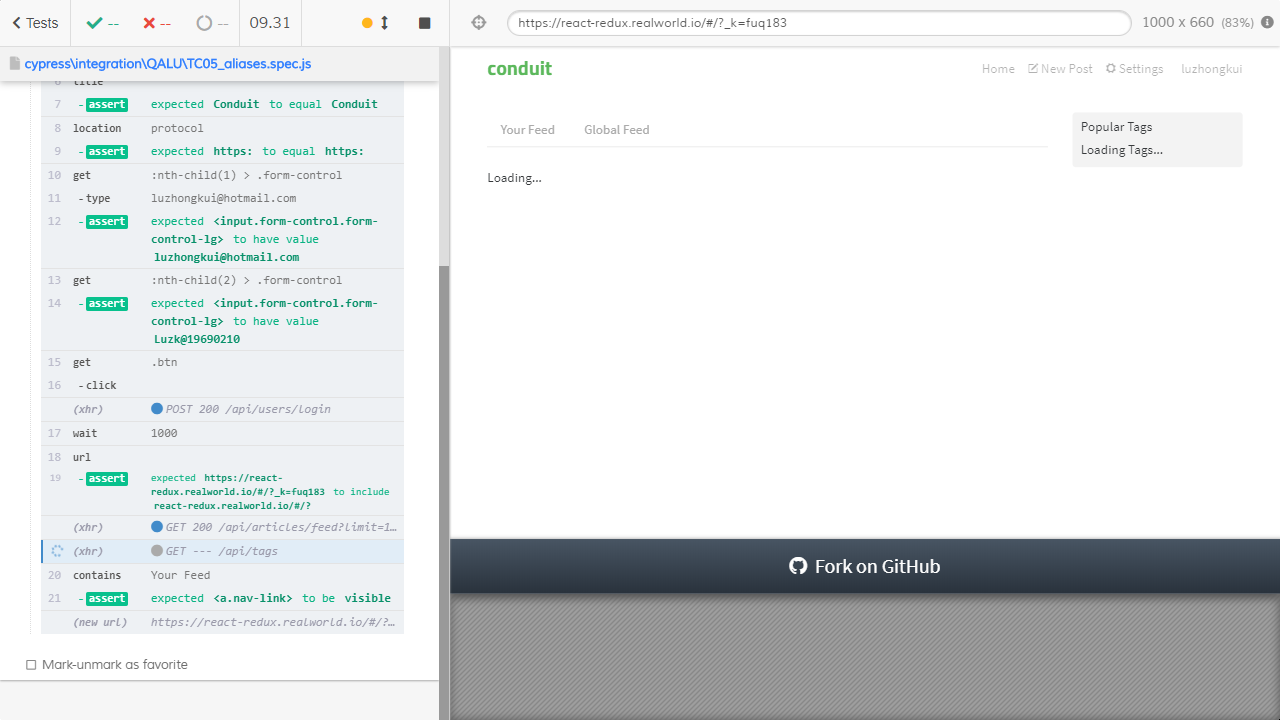 Tests -- -- -- 09.31
cypress\integration\QALU\TC05_aliases.spec.js
6 title
7 -assert expected Conduit to equal Conduit
8 location protocol
9 -assert expected https: to equal https:
10 get :nth-child(1) > .form-control
11 -type luzhongkui@hotmail.com
12 -assert expected <input.form-control.form-
control-lg> to have value
luzhongkui@hotmail.com
13 get :nth-child(2) > .form-control
14 -assert expected <input.form-control.form-
control-lg> to have value
Luzk@19690210
15 get .btn
16 -click
(xhr) POST 200 /api/users/login
17 wait 1000
18 url
19 -assert expected https://react-
redux.realworld.io/#/?_k=fuq183 to include
react-redux.realworld.io/#/?
(xhr) GET 200 /api/articles/feed?limit=1…
(xhr) GET --- /api/tags
20 contains Your Feed
21 -assert expected <a.nav-link> to be visible
(new url) https://react-redux.realworld.io/#/?…
Mark-unmark as favorite
https://react-redux.realworld.io/#/?_k=fuq183 1000 x 660 (83%)
conduit Home New Post Settings luzhongkui
Your Feed Global Feed
Loading...
Popular Tags
Loading Tags...
Fork on GitHub